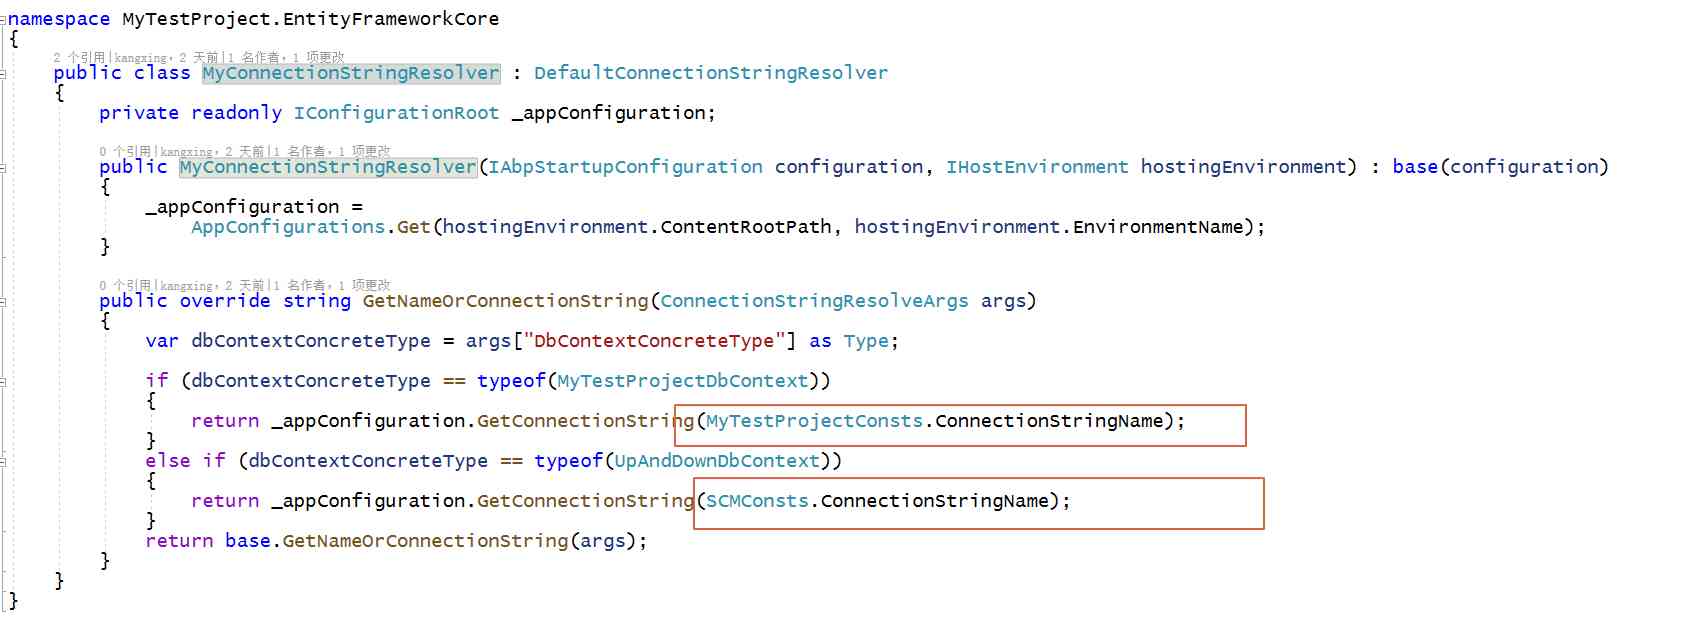 namespace MyTestProject.EntityFrameworkCore
{
2 个引用|kangxing，2 天前|1 名作者，1 项更改
public class MyConnectionStringResolver : DefaultConnectionStringResolver
{
private readonly IConfigurationRoot _appConfiguration;
0 个引用|kangxing，2 天前|1 名作者，1 项更改
public MyConnectionStringResolver(IAbpStartupConfiguration configuration, IHostEnvironment hostingEnvironment) : base(configuration)
{
_appConfiguration =
AppConfigurations.Get(hostingEnvironment.ContentRootPath, hostingEnvironment.EnvironmentName);
}
0 个引用|kangxing，2 天前|1 名作者，1 项更改
public override string GetNameOrConnectionString(ConnectionStringResolveArgs args)
{
var dbContextConcreteType = args["DbContextConcreteType"] as Type;
if (dbContextConcreteType == typeof(MyTestProjectDbContext))
{
return _appConfiguration.GetConnectionString(MyTestProjectConsts.ConnectionStringName);
}
else if (dbContextConcreteType == typeof(UpAndDownDbContext))
{
return _appConfiguration.GetConnectionString(SCMConsts.ConnectionStringName);
}
return base.GetNameOrConnectionString(args);
}
}
}